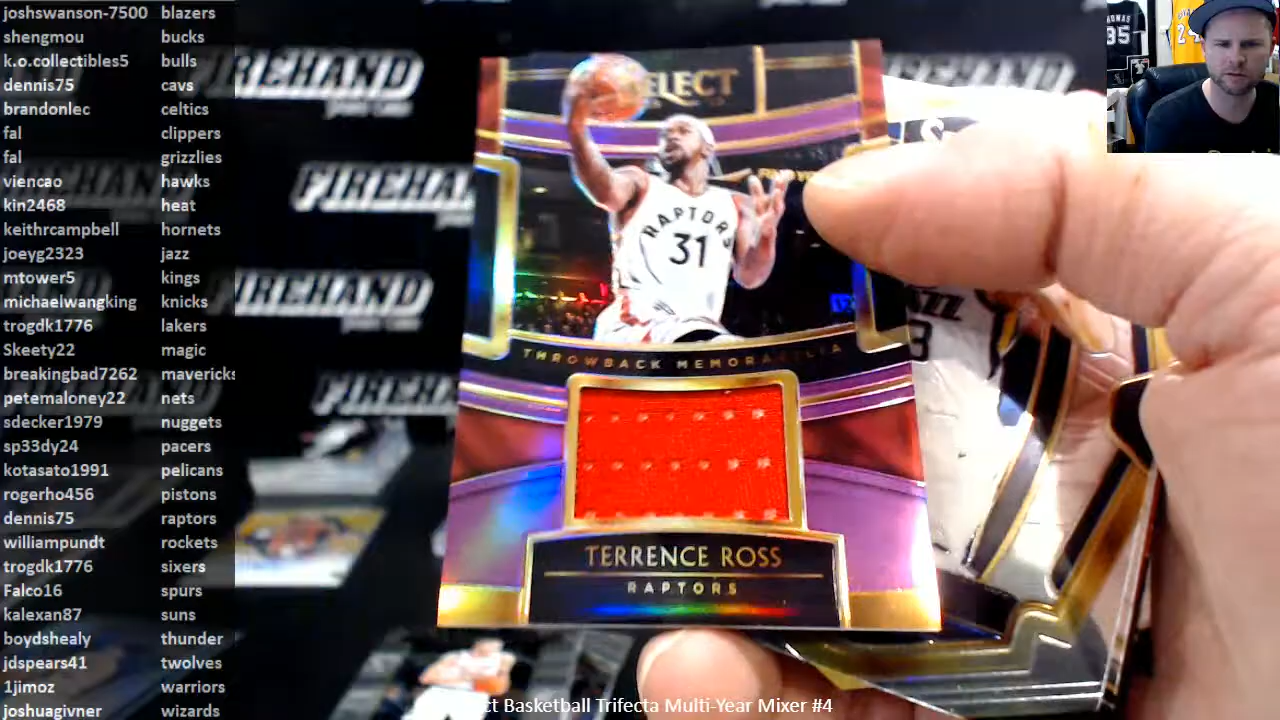 joshswanson-7500 blazers
shengmou bucks
k.o.collectibles5 bulls
dennis75 cavs
brandonlec celtics
fal clippers
fal grizzlies
viencao hawks
kin2468 heat
keithrcampbell hornets
joeyg2323 jazz
mtower5 kings
michaelwangking knicks
trogdk1776 lakers
Skeety22 magic
breakingbad7262 mavericks
petemaloney22 nets
sdecker1979 nuggets
sp33dy24 pacers
kotasato1991 pelicans
rogerho456 pistons
dennis75 raptors
williampundt rockets
trogdk1776 sixers
Falco16 spurs
kalexan87 suns
boydshealy thunder
jdspears41 twolves
1jimoz warriors
joshuagivner wizards
FIREHAND
FIREHA
FIREHAND
FIREHAND
SELECT
RAPTORS
31
THROWBACK MEMORABILIA
TERRENCE ROSS
RAPTORS
35
ct Basketball Trifecta Multi-Year Mixer #4